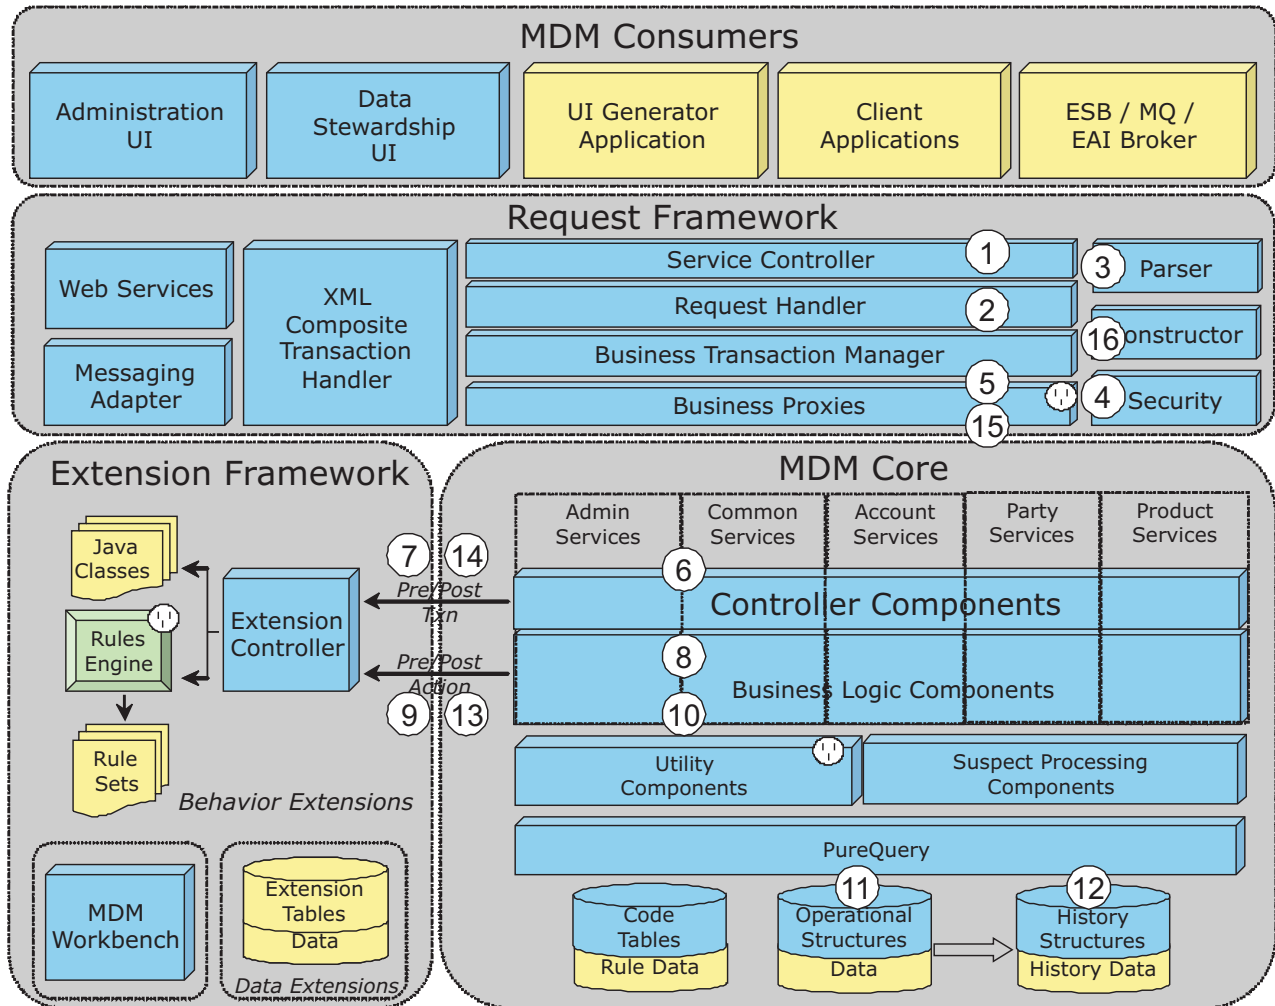 MDM Consumers
Administration
UI
Data
Stewardship
UI
UI Generator
Application
Client
Applications
ESB / MQ /
EAI Broker
Request Framework
Web Services
Messaging
Adapter
XML
Composite
Transaction
Handler
Service Controller
1
Request Handler
2
Business Transaction Manager
5
Business Proxies
15
3
Parser
16
onstructor
4
Security
Extension Framework
Java
Classes
Rules
Engine
Rule
Sets
Extension
Controller
7
14
Pre/Post
Txn
Pre/Post
Action
9
13
Behavior Extensions
MDM
Workbench
Extension
Tables
Data
Data Extensions
MDM Core
Admin
Services
Common
Services
Account
Services
Party
Services
Product
Services
6
Controller Components
8
Business Logic Components
10
Utility
Components
Suspect Processing
Components
PureQuery
Code
Tables
Rule Data
11
Operational
Structures
Data
12
History
Structures
History Data